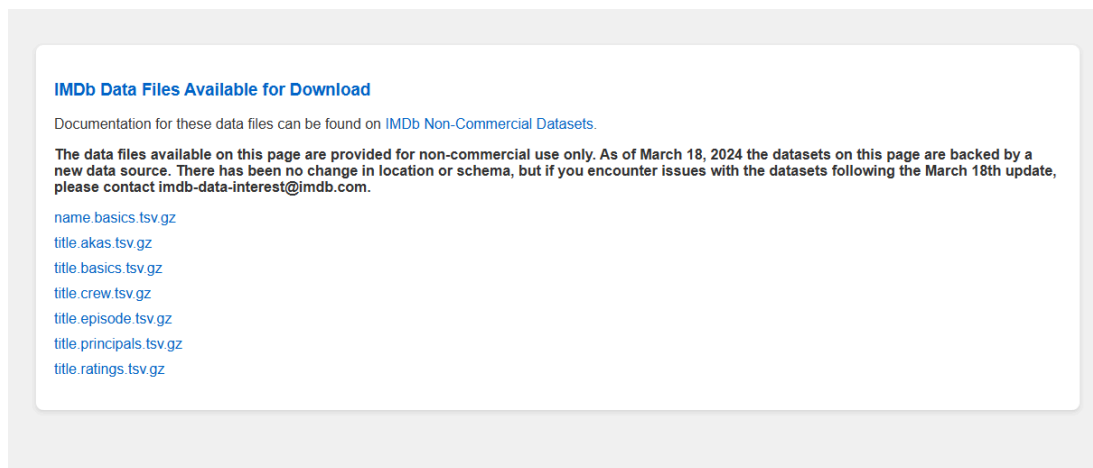 IMDb Data Files Available for Download
Documentation for these data files can be found on IMDb Non-Commercial Datasets.
The data files available on this page are provided for non-commercial use only. As of March 18, 2024 the datasets on this page are backed by a
new data source. There has been no change in location or schema, but if you encounter issues with the datasets following the March 18th update,
please contact imdb-data-interest@imdb.com.
name.basics.tsv.gz
title.akas.tsv.gz
title.basics.tsv.gz
title.crew.tsv.gz
title.episode.tsv.gz
title.principals.tsv.gz
title.ratings.tsv.gz